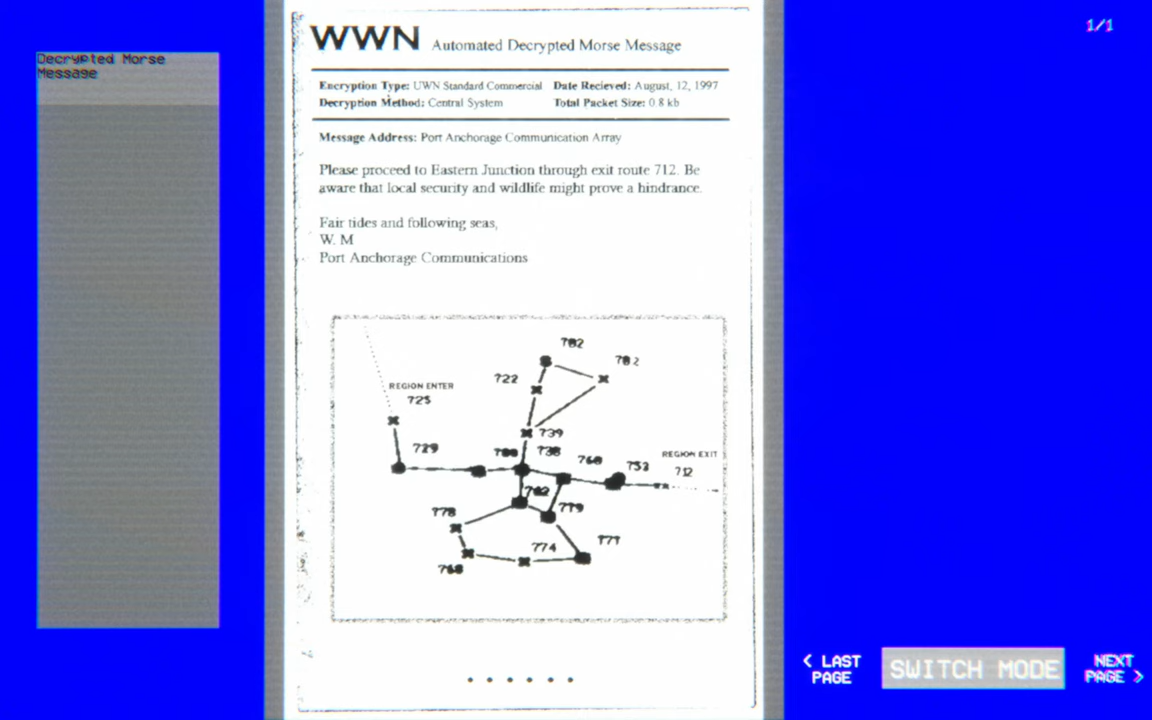 1/1
Decrypted Morse
Message
WWN Automated Decrypted Morse Message
Encryption Type: UWN Standard Commercial Date Recieved: August, 12, 1997
Decryption Method: Central System Total Packet Size: 0.8 kb
Message Address: Port Anchorage Communication Array
Please proceed to Eastern Junction through exit route 712. Be
aware that local security and wildlife might prove a hindrance.
Fair tides and following seas,
W. M
Port Anchorage Communications
702
782
722
REGION ENTER
725
739
729
738
REGION EXIT
753
712
779
778
774
771
< LAST
PAGE
SWITCH MODE
NEXT
PAGE >